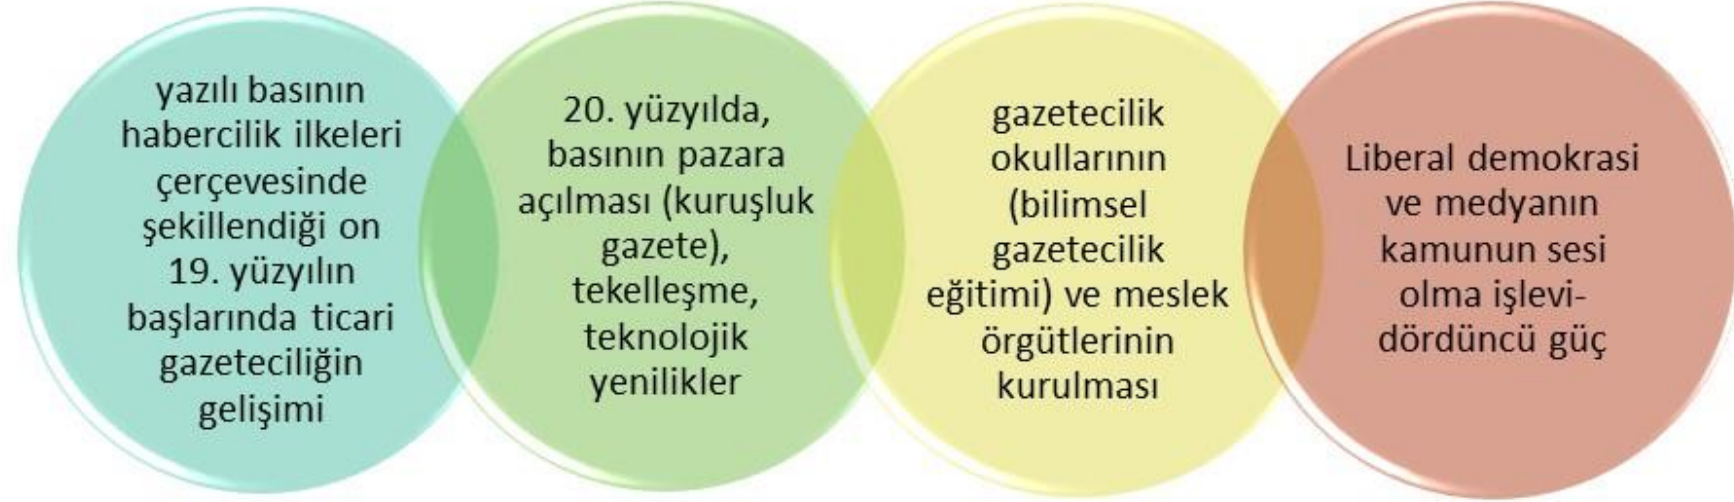 yazılı basının
habercilik ilkeleri
çerçevesinde
şekillendiği on
19. yüzyılın
başlarında ticari
gazeteciliğin
gelişimi
20. yüzyılda,
basının pazara
açılması (kuruşluk
gazete),
tekelleşme,
teknolojik
yenilikler
gazetecilik
okullarının
(bilimsel
gazetecilik
eğitimi) ve meslek
örgütlerinin
kurulması
Liberal demokrasi
ve medyanın
kamunun sesi
olma işlevi-
dördüncü güç